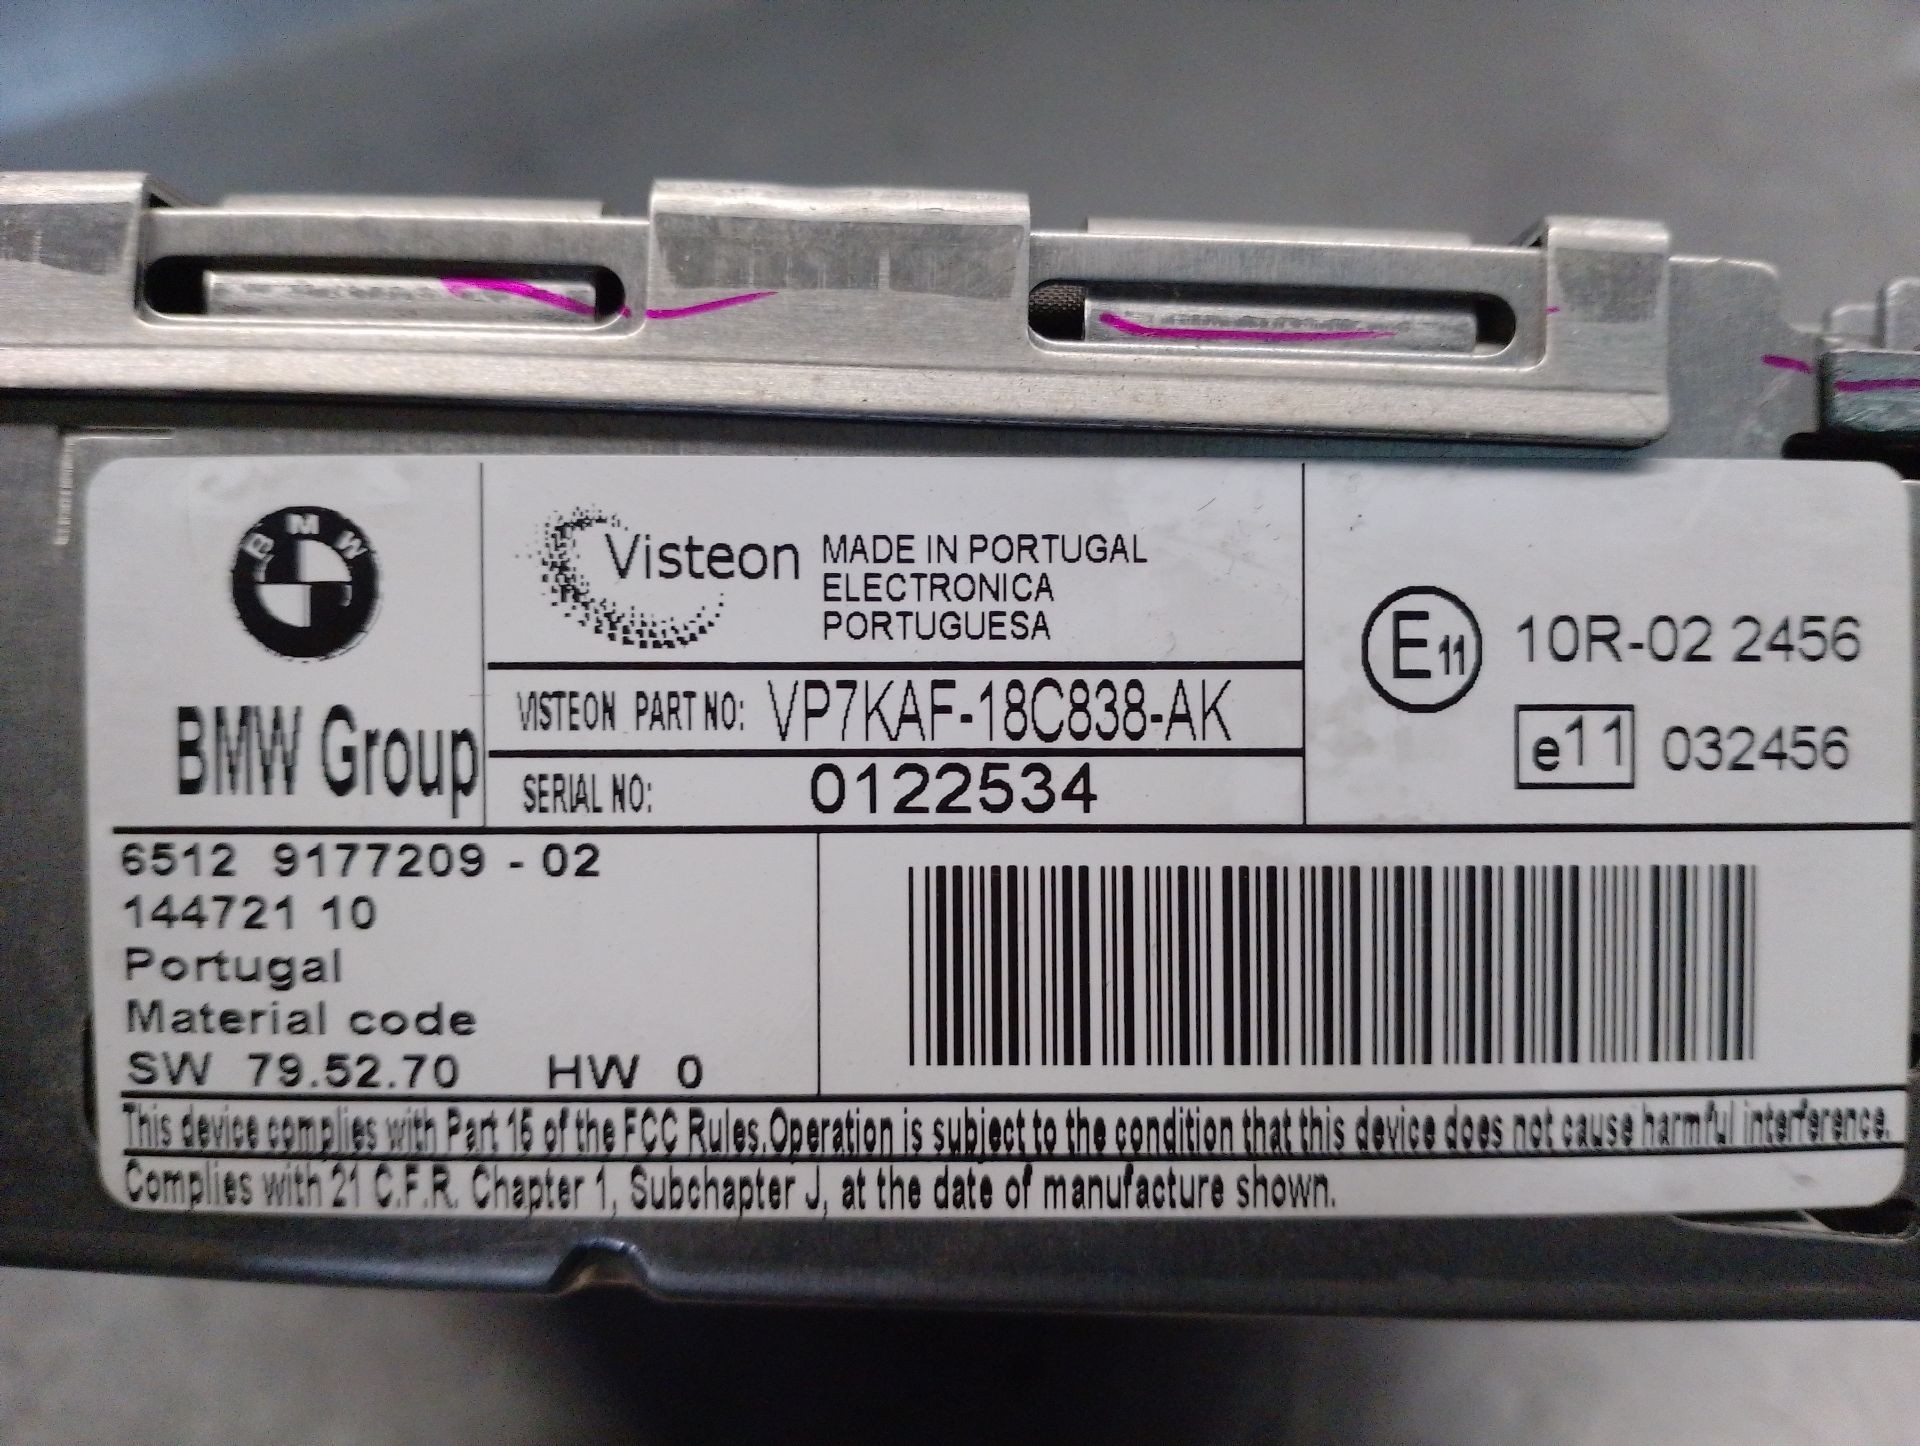 BMW
BMW Group
Visteon
MADE IN PORTUGAL
ELECTRONICA
PORTUGUESA
VISTEON PART NO: VP7KAF-18C838-AK
SERIAL NO: 0122534
E11 10R-02 2456
e11 032456
6512 9177209 - 02
144721 10
Portugal
Material code
SW 79.52.70 HW 0
This device complies with Part 15 of the FCC Rules.Operation is subject to the condition that this device does not cause harmful interference.
Complies with 21 C.F.R. Chapter 1, Subchapter J, at the date of manufacture shown.